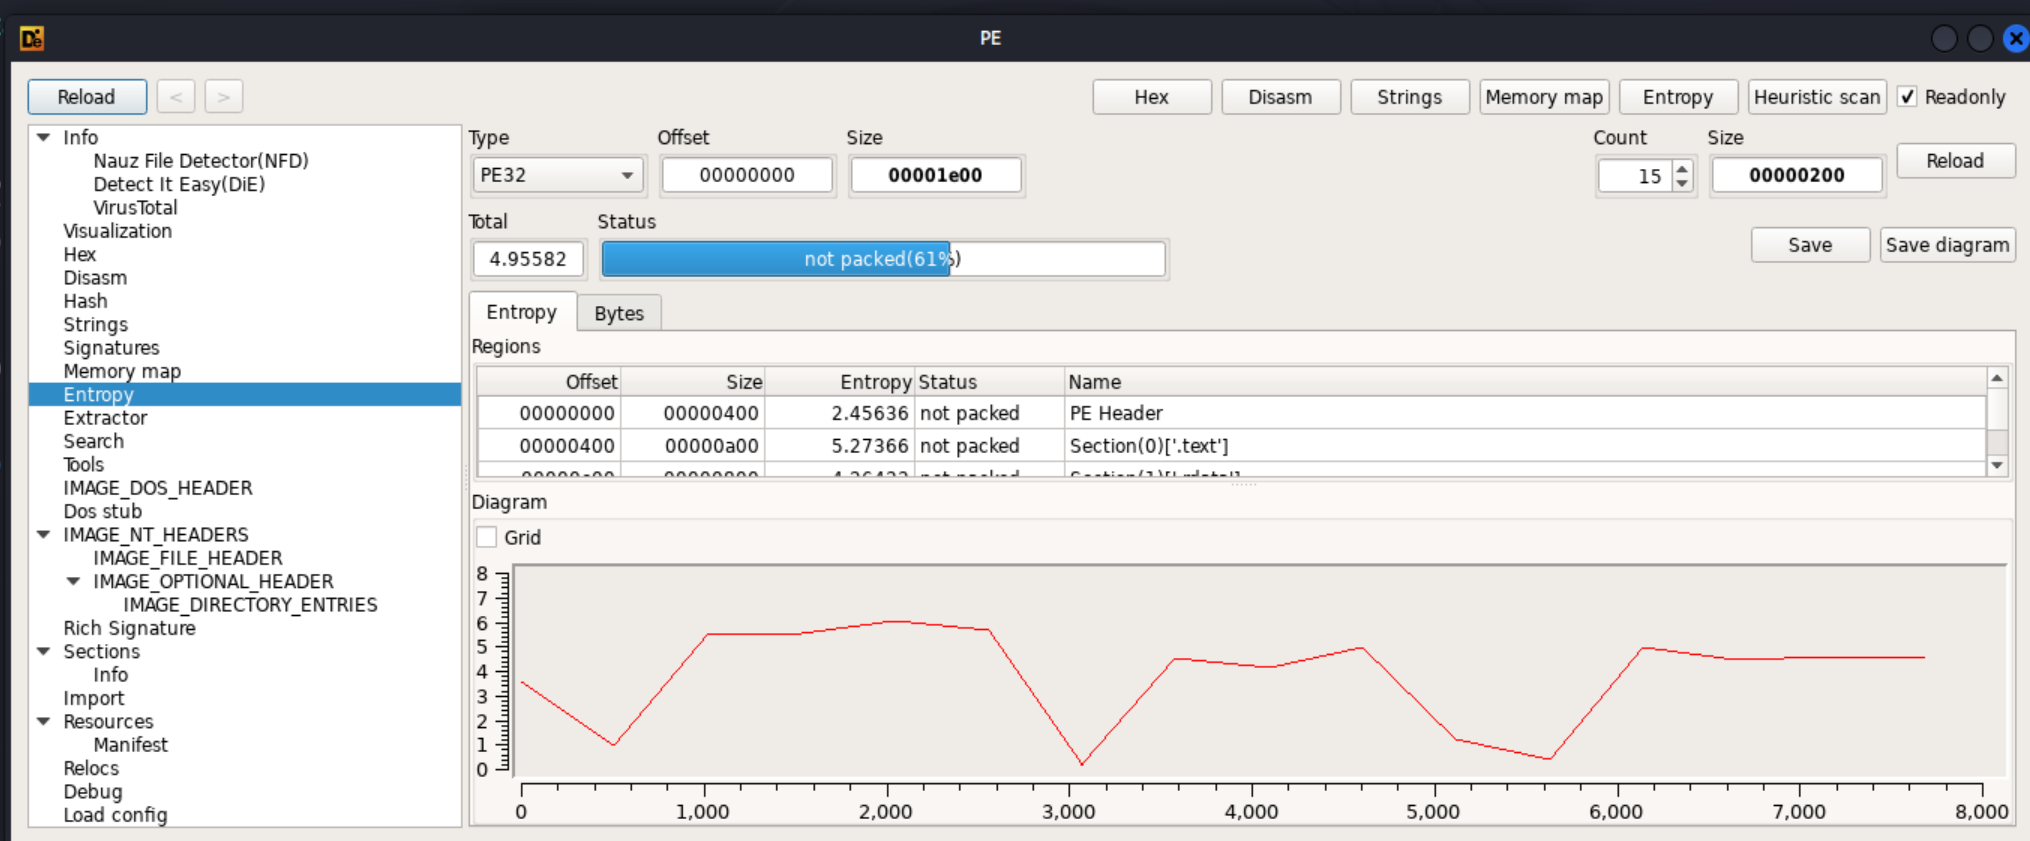 PE
Reload < > Hex Disasm Strings Memory map Entropy Heuristic scan Readonly
Info
Nauz File Detector(NFD)
Detect It Easy(DiE)
VirusTotal
Visualization
Hex
Disasm
Hash
Strings
Signatures
Memory map
Entropy
Extractor
Search
Tools
IMAGE_DOS_HEADER
Dos stub
IMAGE_NT_HEADERS
IMAGE_FILE_HEADER
IMAGE_OPTIONAL_HEADER
IMAGE_DIRECTORY_ENTRIES
Rich Signature
Sections
Info
Import
Resources
Manifest
Relocs
Debug
Load config
Type Offset Size Count Size
PE32 00000000 00001e00 15 00000200 Reload
Total Status
4.95582 not packed(61%) Save Save diagram
Entropy Bytes
Regions
Offset Size Entropy Status Name
00000000 00000400 2.45636 not packed PE Header
00000400 00000a00 5.27366 not packed Section(0)['.text']
Diagram
Grid
8
7
6
5
4
3
2
1
0
0 1,000 2,000 3,000 4,000 5,000 6,000 7,000 8,000